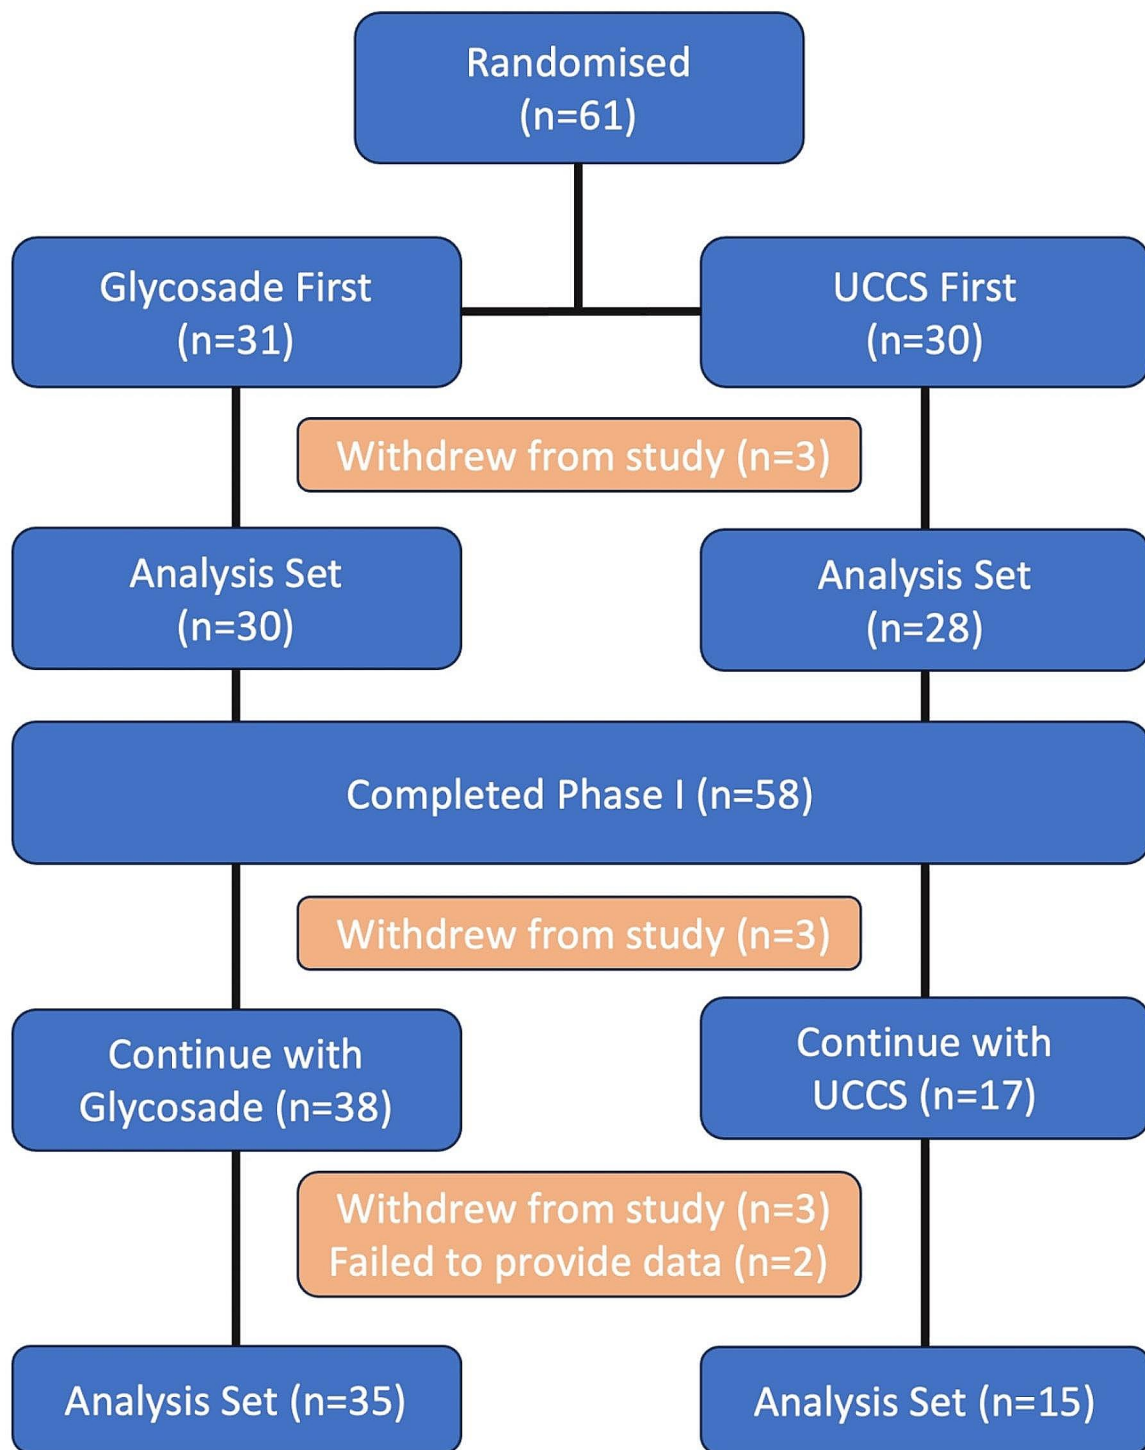 Randomised
(n=61)
Glycosade First
(n=31)
UCCS First
(n=30)
Withdrew from study (n=3)
Analysis Set
(n=30)
Analysis Set
(n=28)
Completed Phase I (n=58)
Withdrew from study (n=3)
Continue with
Glycosade (n=38)
Continue with
UCCS (n=17)
Withdrew from study (n=3)
Failed to provide data (n=2)
Analysis Set (n=35)
Analysis Set (n=15)